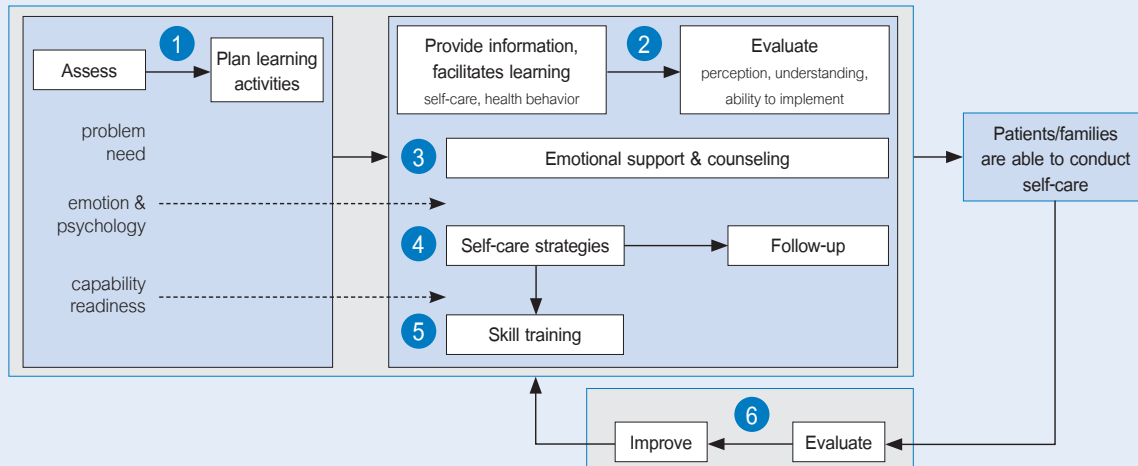 1
Assess
Plan learning
activities
problem
need
emotion &
psychology
capability
readiness
Provide information,
facilitates learning
self-care, health behavior
2
Evaluate
perception, understanding,
ability to implement
3
Emotional support & counseling
4
Self-care strategies
Follow-up
5
Skill training
Patients/families
are able to conduct
self-care
6
Improve
Evaluate